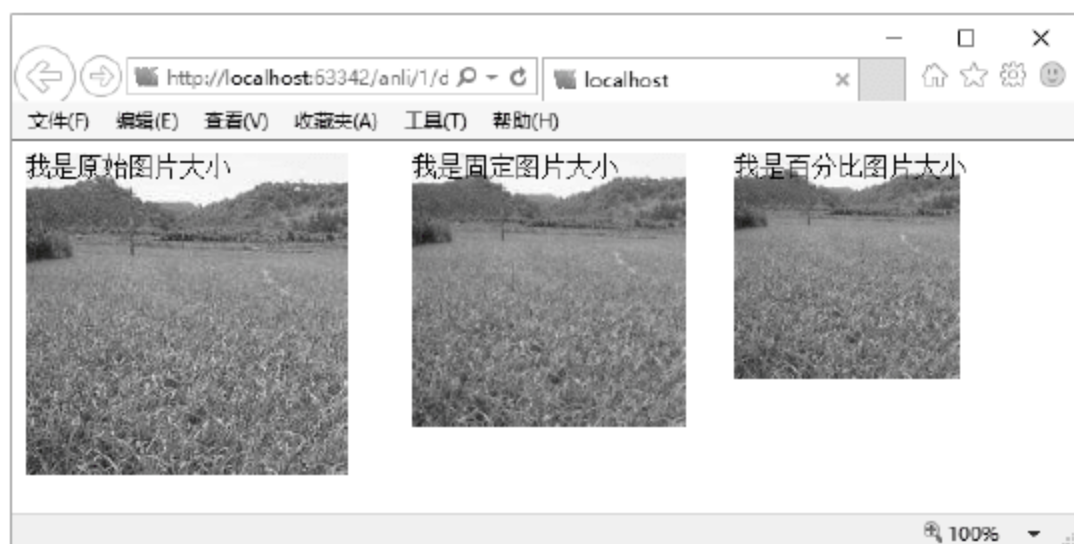 http://localhost:63342/anli/1/d
localhost
文件(F) 编辑(E) 查看(V) 收藏夹(A) 工具(T) 帮助(H)
我是原始图片大小 我是固定图片大小 我是百分比图片大小
100%